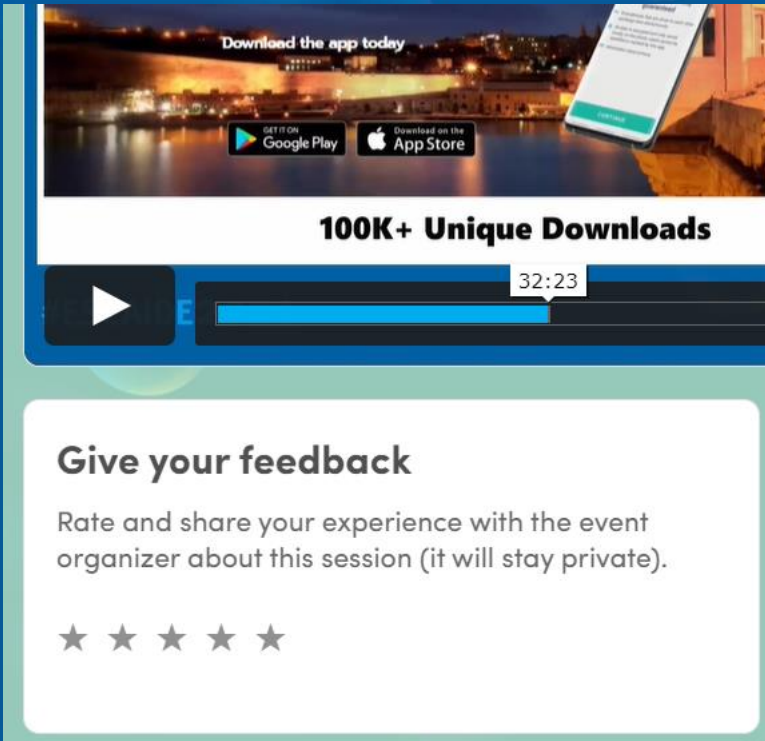 guaranteed
Download the app today
CONTINUE
GET IT ON
Google Play
Download on the
App Store
100K+ Unique Downloads
32:23
Give your feedback
Rate and share your experience with the event
organizer about this session (it will stay private).